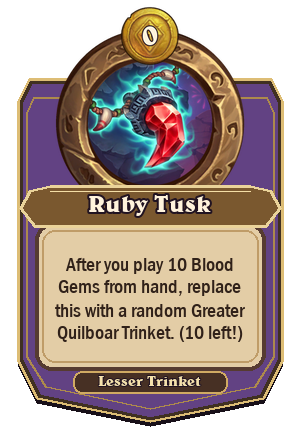 0
Ruby Tusk
After you play 10 Blood
Gems from hand, replace
this with a random Greater
Quilboar Trinket. (10 left!)
Lesser Trinket